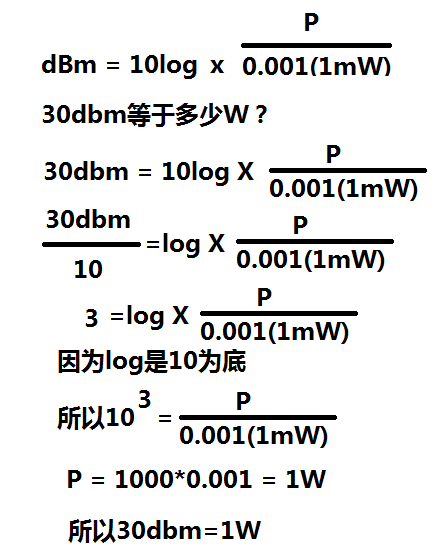 dBm = 10log x P/0.001(1mW)
30dbm等于多少W？
30dbm = 10log X P/0.001(1mW)
30dbm/10 =log X P/0.001(1mW)
3 =log X P/0.001(1mW)
因为log是10为底
所以10^3 = P/0.001(1mW)
P = 1000*0.001 = 1W
所以30dbm=1W